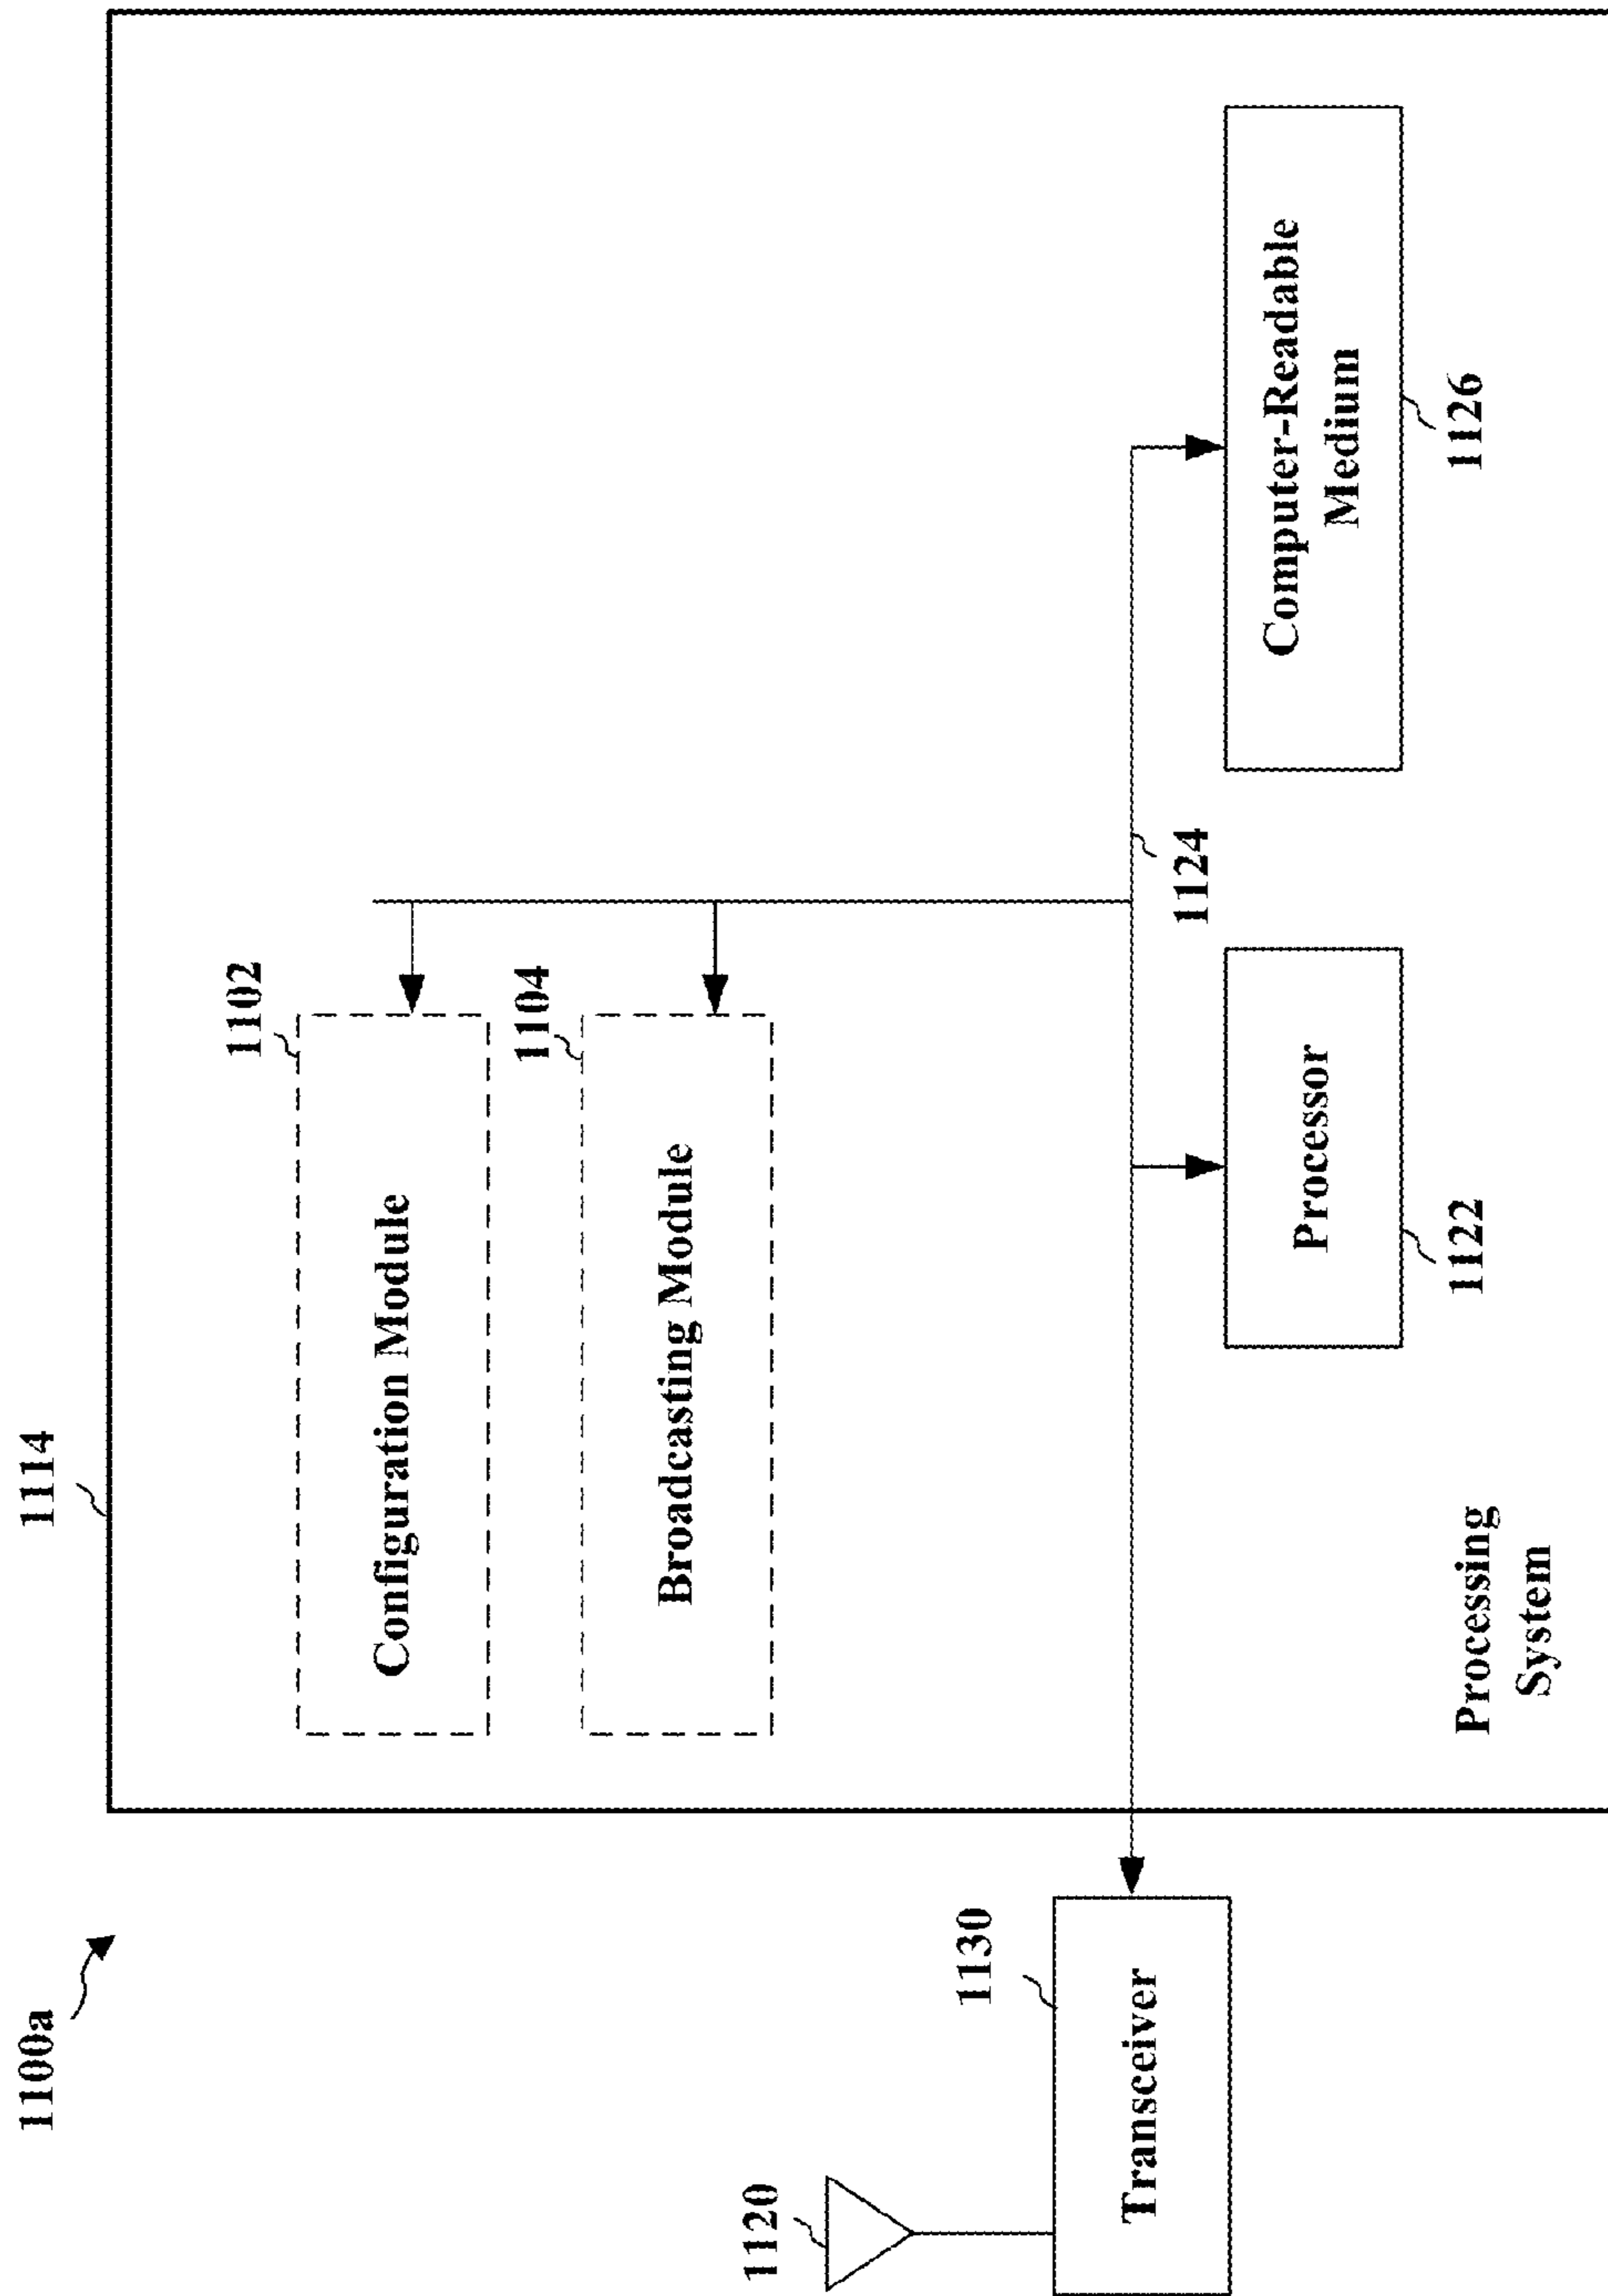 1100a
1114
1102
Configuration Module
1104
Broadcasting Module
1120
1130
Transceiver
1124
Processor
1122
Computer-Readable
Medium
1126
Processing
System